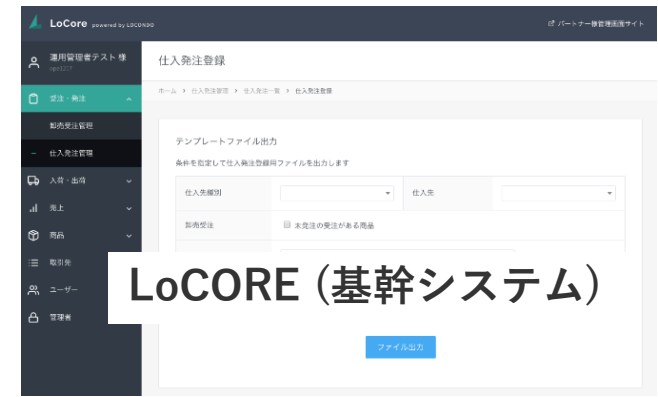 LoCore powered by LOCONDO
パートナー様管理画面サイト
運用管理者テスト 様
仕入発注登録
ホーム > 仕入発注管理 > 仕入発注一覧 > 仕入発注登録
受注・発注
卸売受注管理
仕入発注管理
入荷・出荷
売上
商品
取引先
ユーザー
管理者
テンプレートファイル出力
条件を指定して仕入発注登録用ファイルを出力します
仕入先種別
仕入先
卸売受注
未発注の受注がある商品
LoCORE (基幹システム)
ファイル出力